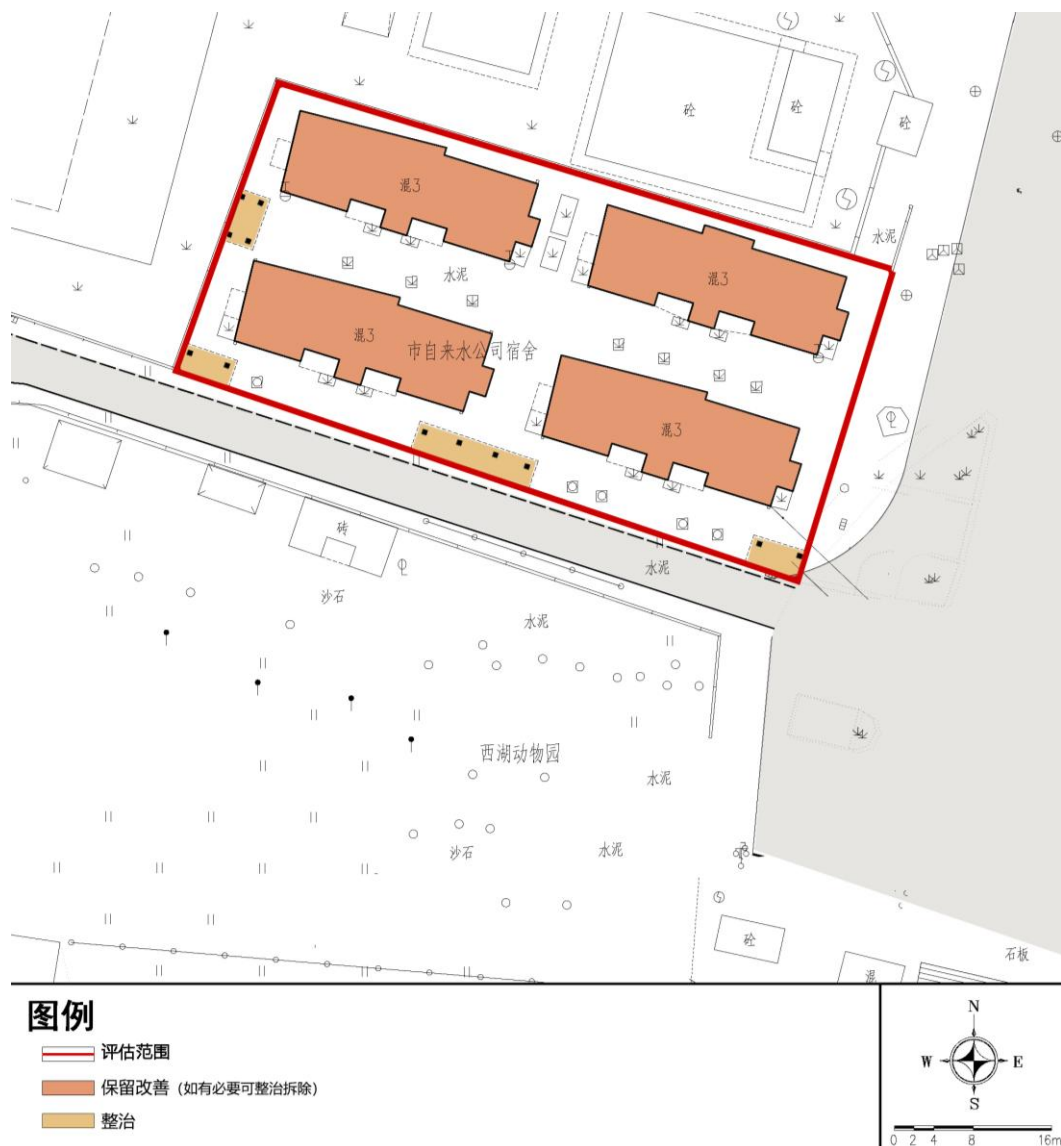 砼
砼
砼
混3
水泥
混3
水泥
混3
市自来水公司宿舍
混3
砖
水泥
沙石
水泥
西湖动物园
水泥
沙石
水泥
砼
石板
混
图例
评估范围
保留改善（如有必要可整治拆除）
整治
N
W
E
S
0 2 4 8 16m